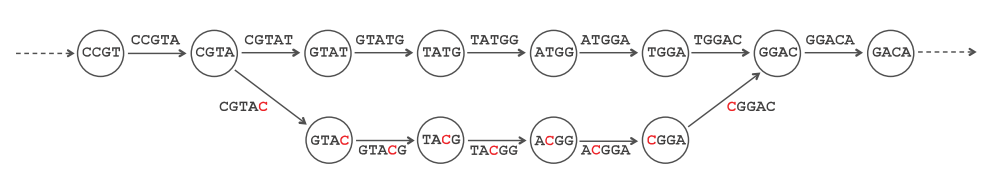 CCGTA CGTAT GTATG TATGG ATGGA TGGAC GGACA
CCGT CGTA GTAT TATG ATGG TGGA GGAC GACA
CGTAC CGGAC
GTAC TACG ACGG CGGA
GTACG TACGG ACGGA